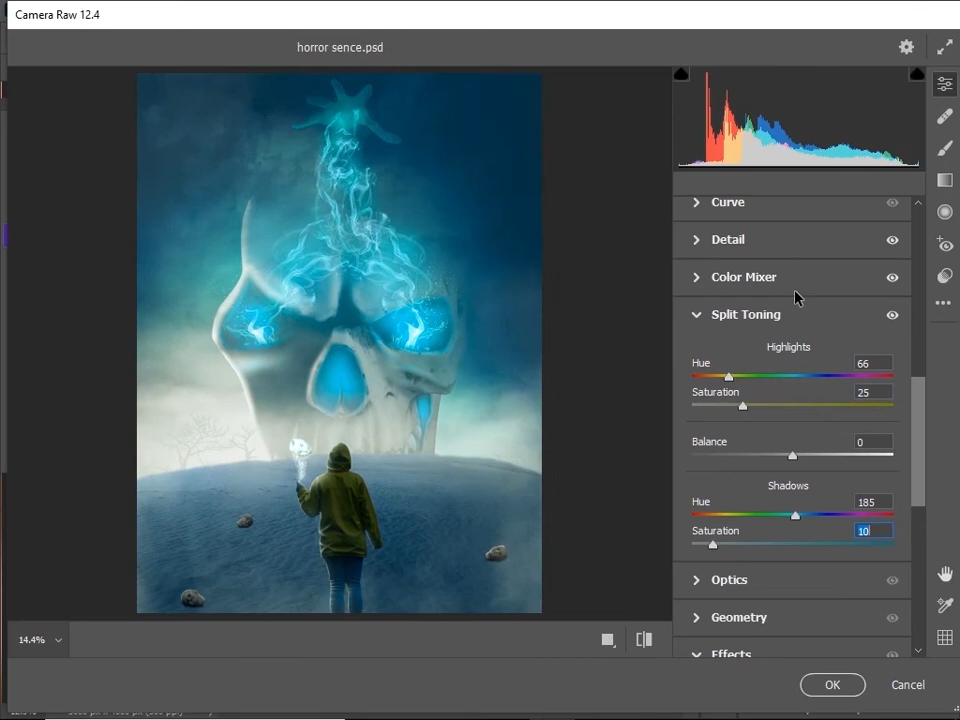 Camera Raw 12.4
horror sence.psd
Curve
Detail
Color Mixer
Split Toning
Highlights
Hue 66
Saturation 25
Balance 0
Shadows
Hue 185
Saturation 10
Optics
Geometry
Effects
14.4%
OK Cancel